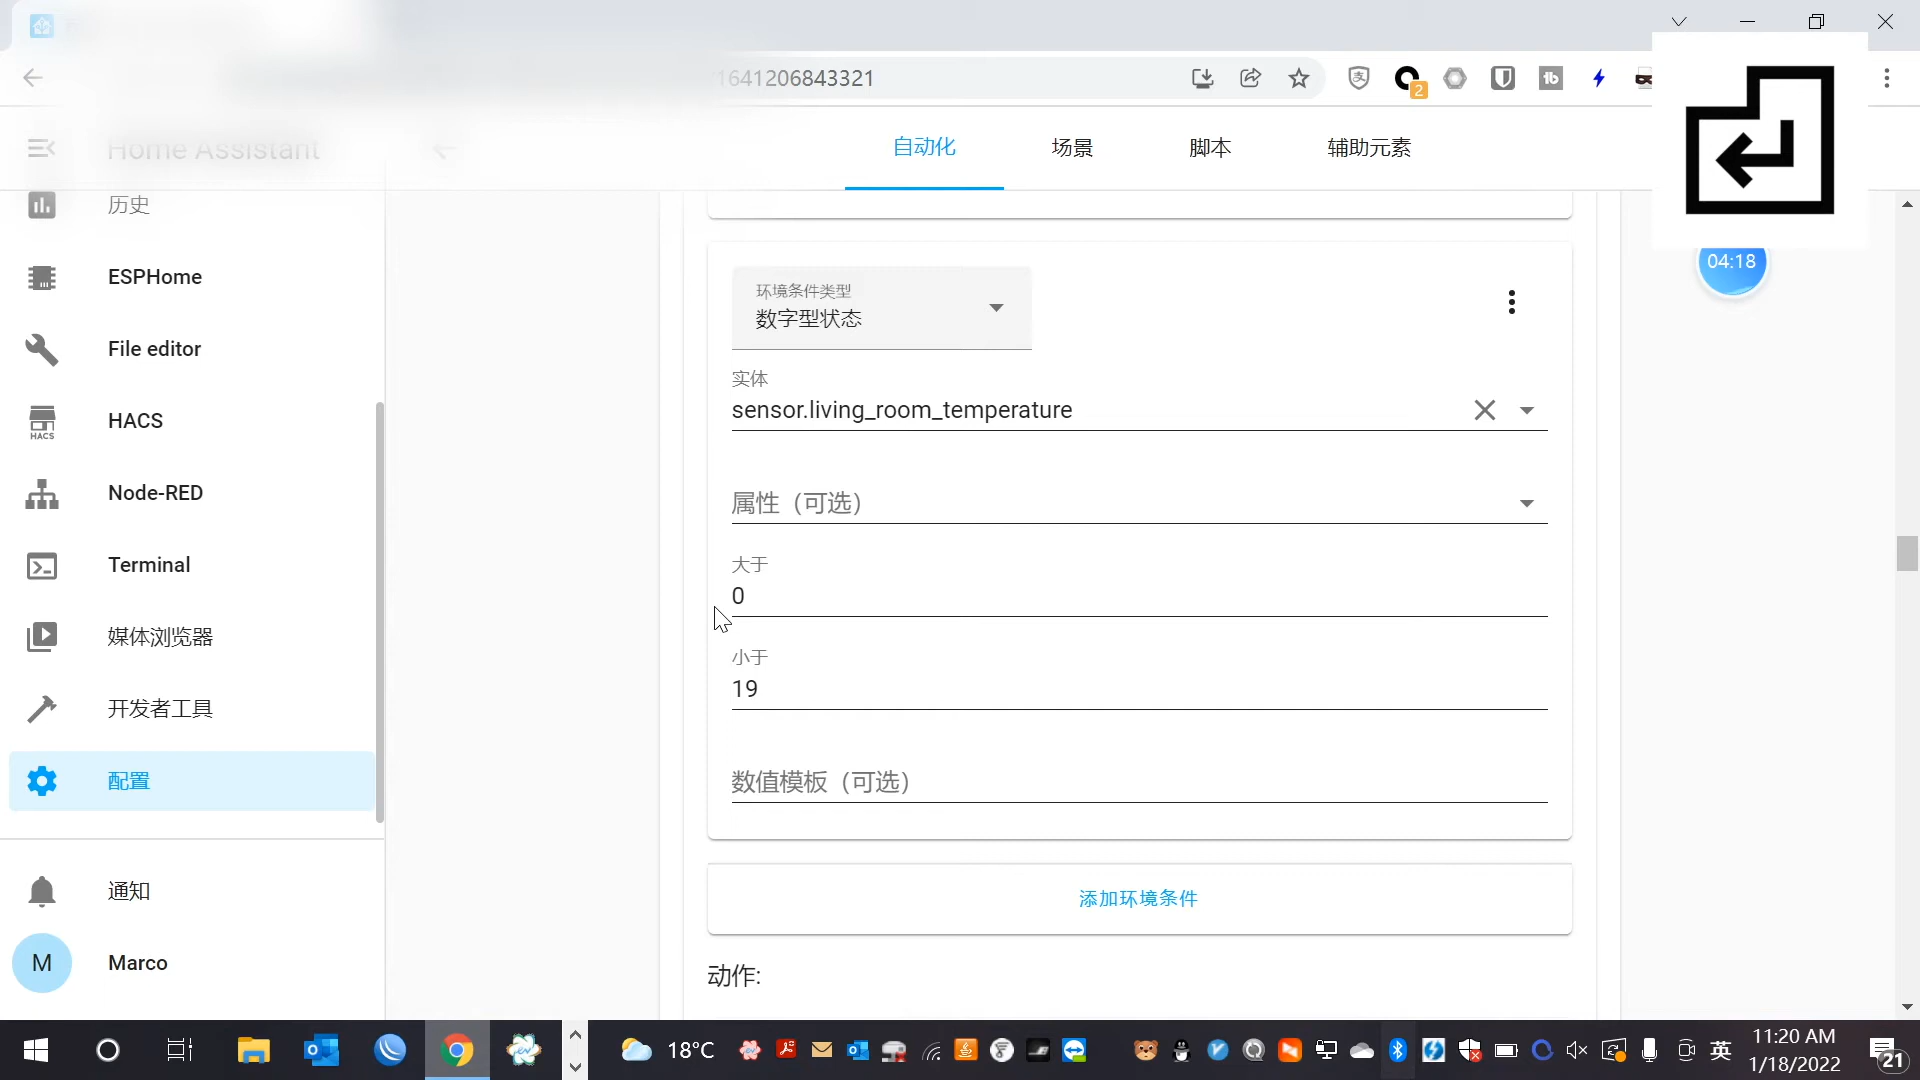 1641206843321
2
Home Assistant
自动化
场景
脚本
辅助元素
04:18
历史
ESPHome
File editor
HACS
HACS
Node-RED
Terminal
媒体浏览器
开发者工具
配置
通知
M
Marco
环境条件类型
数字型状态
实体
sensor.living_room_temperature
属性（可选）
大于
0
小于
19
数值模板（可选）
添加环境条件
动作:
18°C
英
11:20 AM
1/18/2022
21